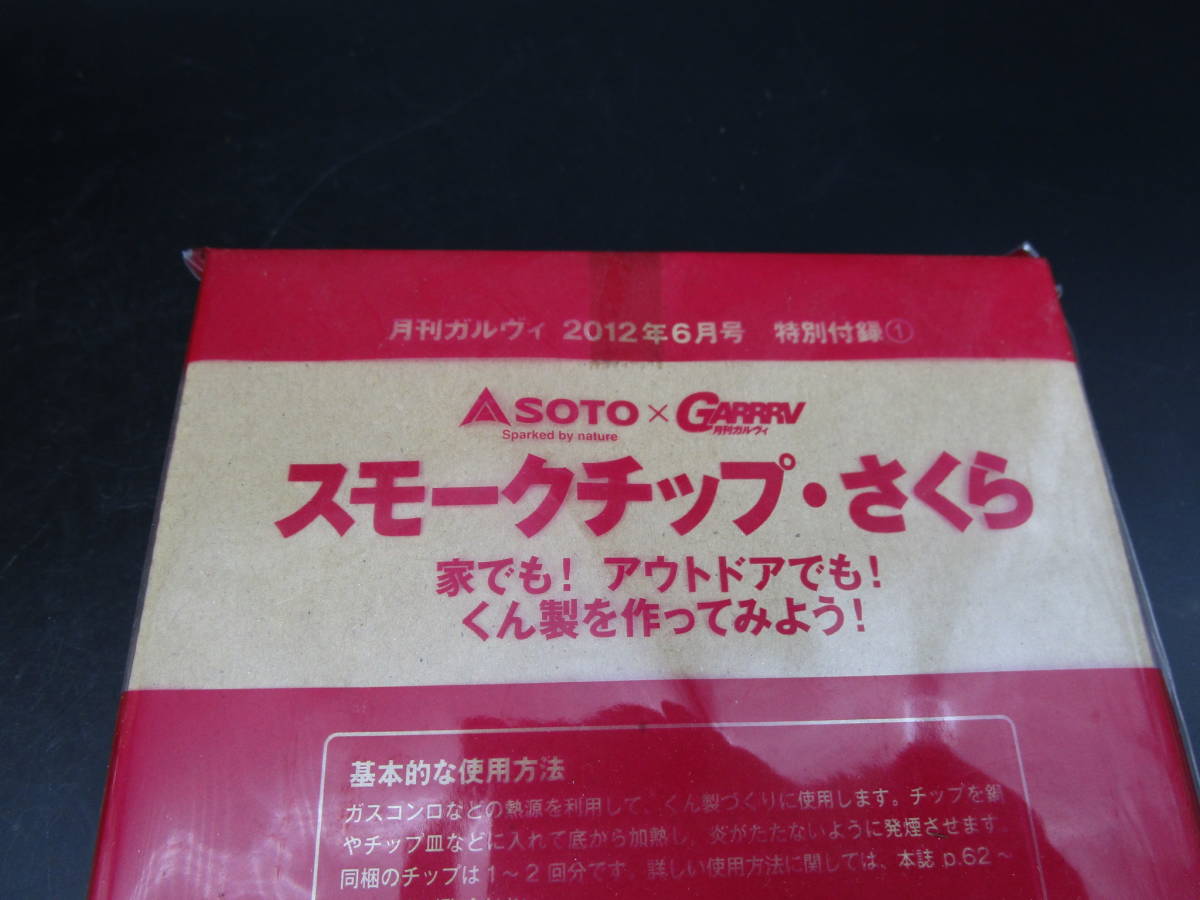 月刊ガルヴィ 2012年6月号 特別付録①
SOTO × GARRRV
Sparked by nature 月刊ガルヴィ
スモークチップ・さくら
家でも! アウトドアでも!
くん製を作ってみよう!
基本的な使用方法
ガスコンロなどの熱源を利用して、くん製づくりに使用します。チップを鍋
やチップ皿などに入れて底から加熱し、炎がたたないように発煙させます
同梱のチップは1～2回分です。詳しい使用方法に関しては、本誌 p.62～